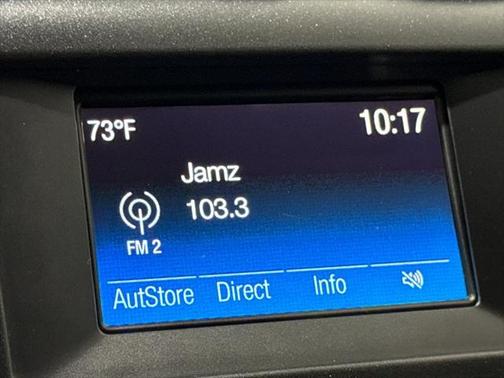 73°F 10:17
Jamz
103.3
FM 2
AutStore Direct Info